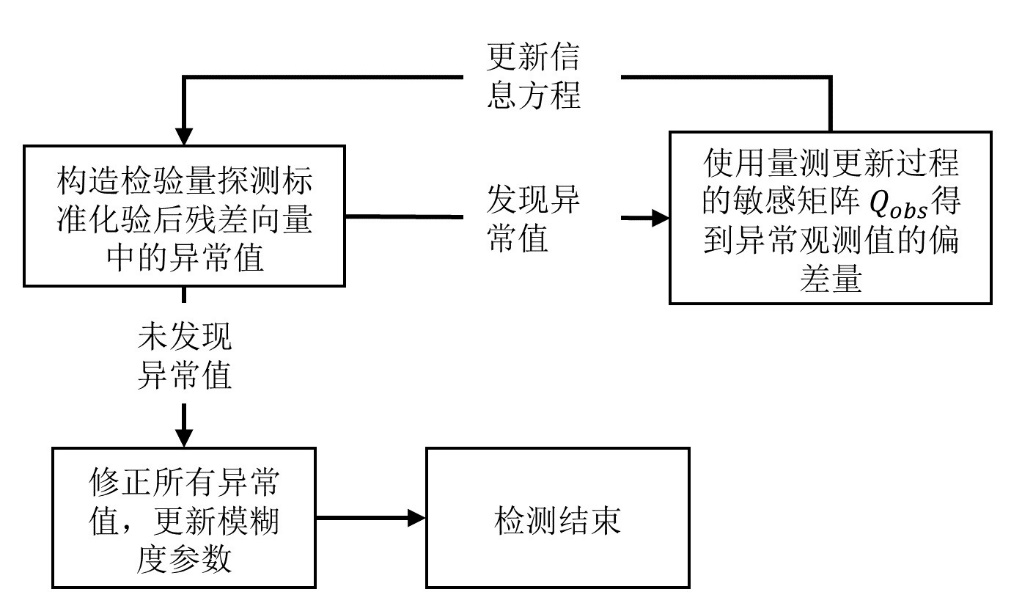 更新信
息方程
构造检验量探测标
准化验后残差向量
中的异常值
发现异
常值
使用量测更新过程
的敏感矩阵 Qobs得
到异常观测值的偏
差量
未发现
异常值
修正所有异常
值，更新模糊
度参数
检测结束